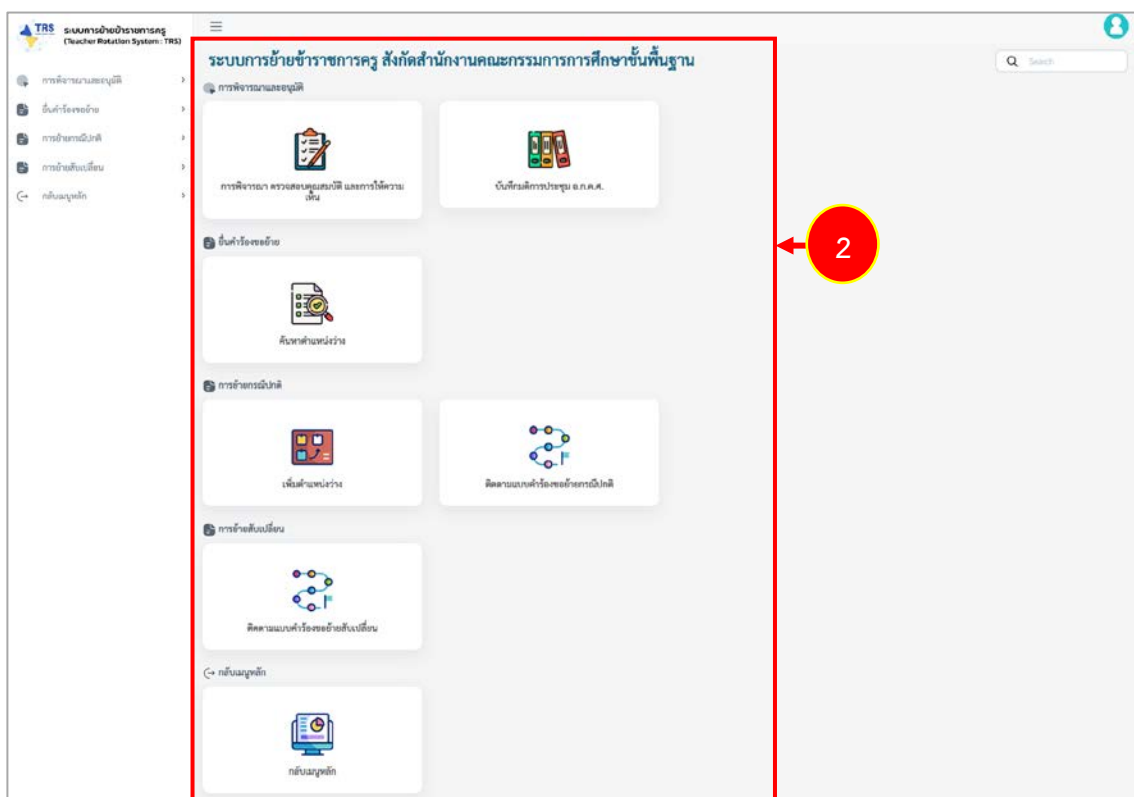 TRS ระบบการย้ายข้าราชการครู
(Teacher Rotation System : TRS)
การพิจารณาและอนุมัติ
ยื่นคำร้องขอย้าย
การย้ายกรณีปกติ
การย้ายสับเปลี่ยน
กลับเมนูหลัก
ระบบการย้ายข้าราชการครู สังกัดสำนักงานคณะกรรมการการศึกษาขั้นพื้นฐาน
Search
การพิจารณาและอนุมัติ
การพิจารณา ตรวจสอบคุณสมบัติ และการให้ความ
เห็น
บันทึกมติการประชุม อ.ก.ค.ศ.
ยื่นคำร้องขอย้าย
ค้นหาตำแหน่งว่าง
2
การย้ายกรณีปกติ
เพิ่มตำแหน่งว่าง
ติดตามแบบคำร้องขอย้ายกรณีปกติ
การย้ายสับเปลี่ยน
ติดตามแบบคำร้องขอย้ายสับเปลี่ยน
กลับเมนูหลัก
กลับเมนูหลัก